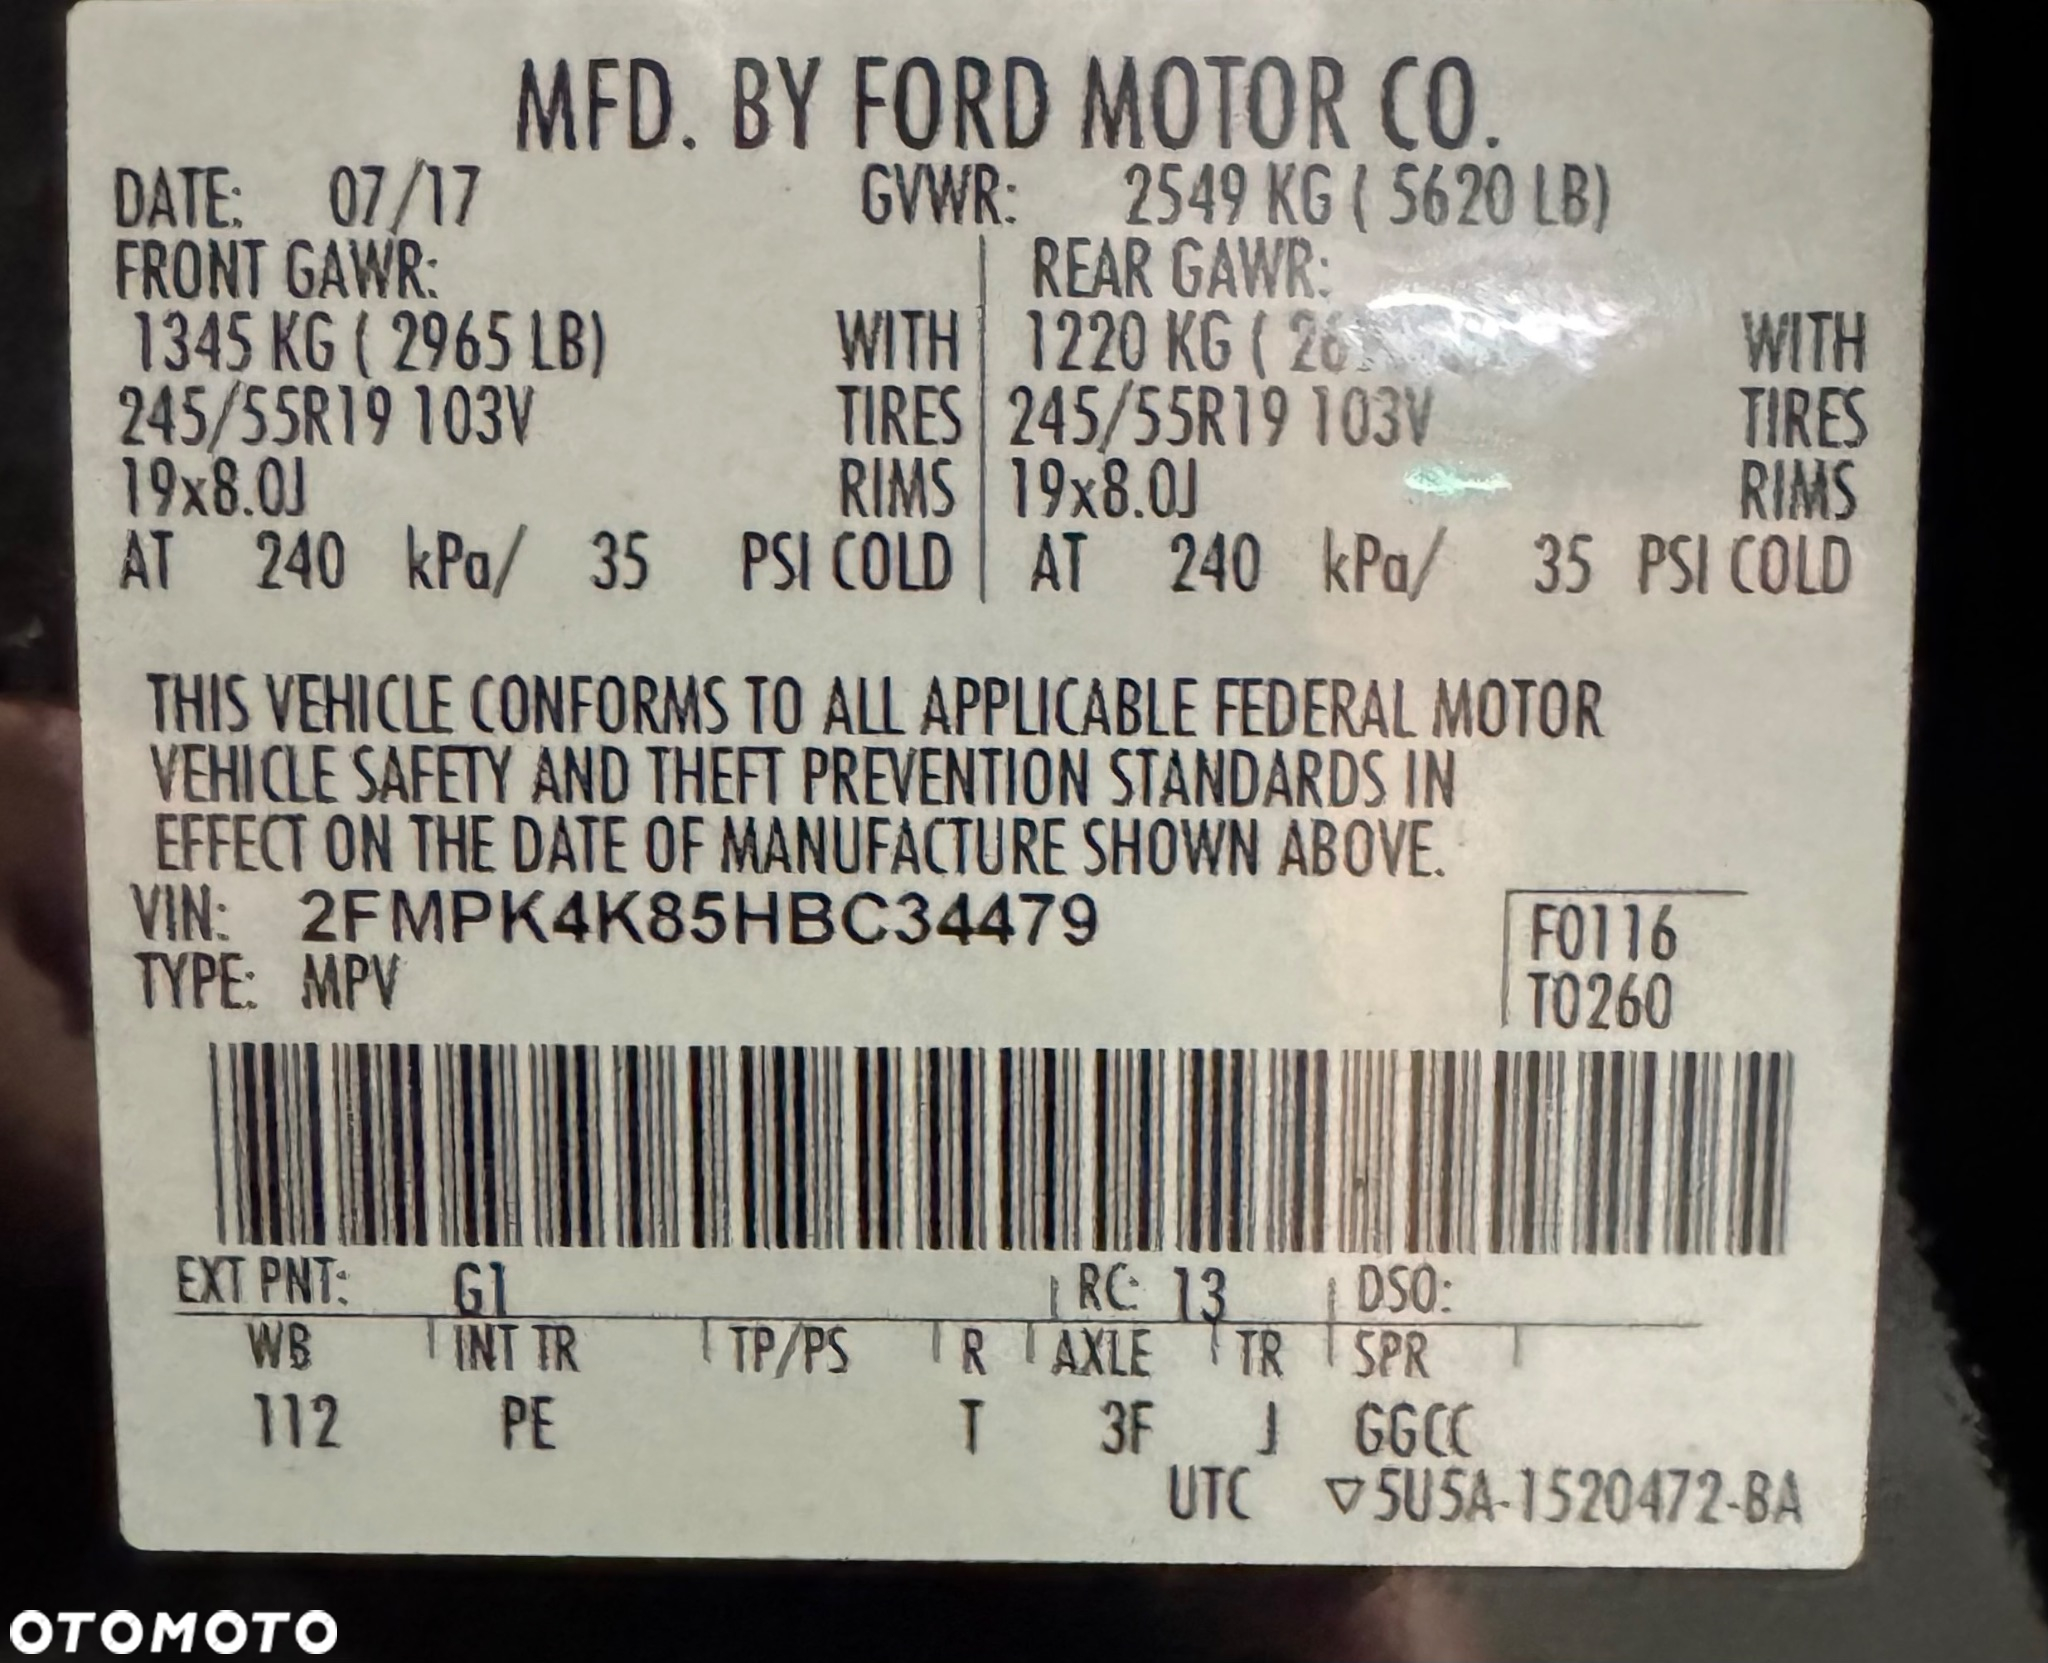 MFD. BY FORD MOTOR CO.
DATE: 07/17 GVWR: 2549 KG ( 5620 LB)
FRONT GAWR: REAR GAWR:
1345 KG ( 2965 LB) WITH 1220 KG ( WITH
245/55R19 103V TIRES 245/55R19 103V TIRES
19x8.0J RIMS 19x8.0J RIMS
AT 240 kPa/ 35 PSI COLD AT 240 kPa/ 35 PSI COLD
THIS VEHICLE CONFORMS TO ALL APPLICABLE FEDERAL MOTOR
VEHICLE SAFETY AND THEFT PREVENTION STANDARDS IN
EFFECT ON THE DATE OF MANUFACTURE SHOWN ABOVE.
VIN: 2FMPK4K85HBC34479
TYPE: MPV
F0116
T0260
EXT PNT: G1 RC: 13 DSO:
WB INT TR TP/PS R AXLE TR SPR
112 PE T 3F J GGCC
UTC ▽5U5A-1520472-BA
OTOMOTO